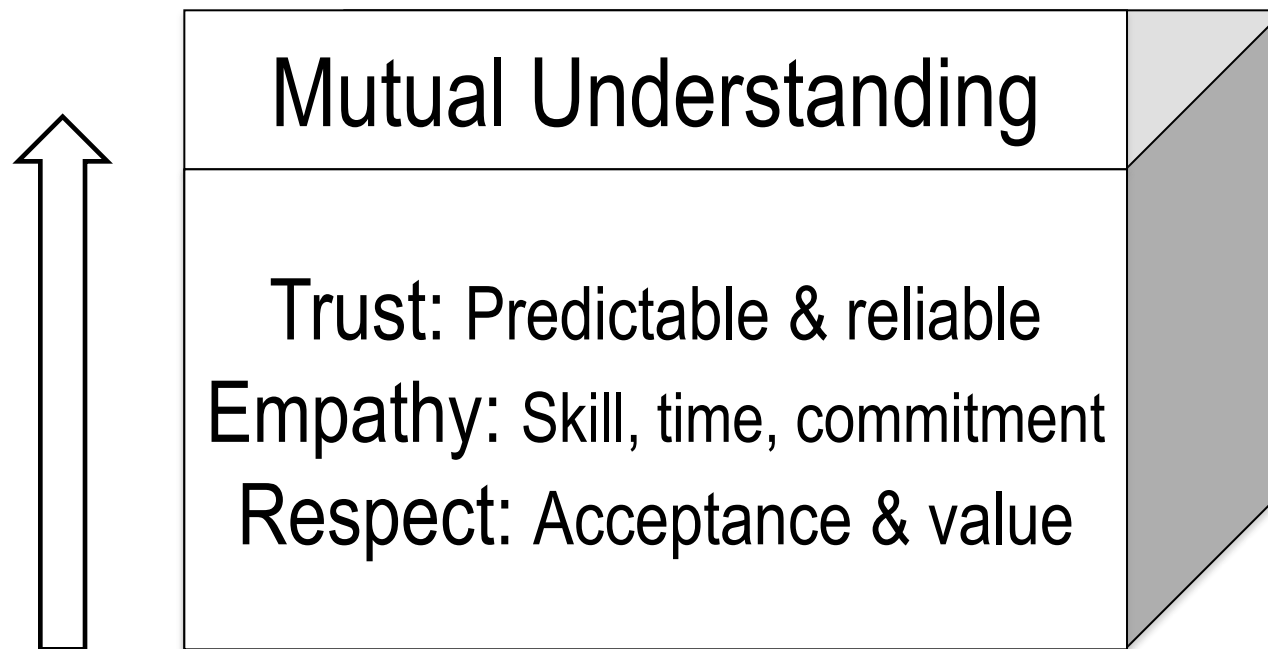 Mutual Understanding
Trust: Predictable & reliable
Empathy: Skill, time, commitment
Respect: Acceptance & value